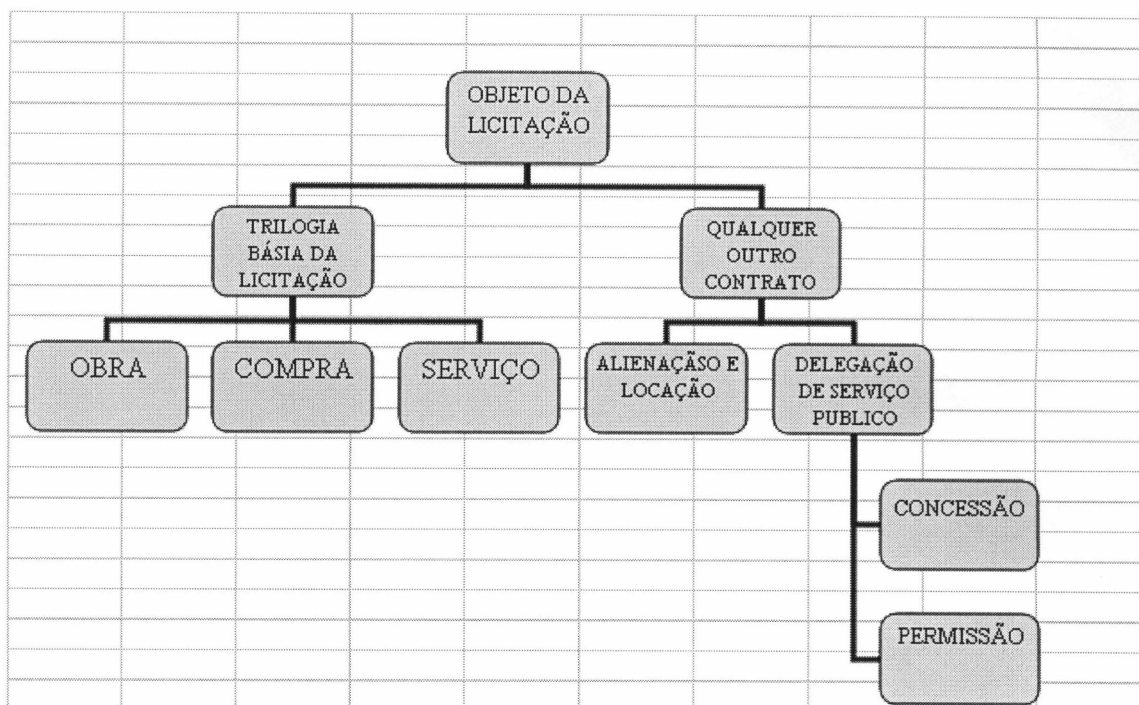 OBJETO DA
LICITAÇÃO
TRILOGIA
BÁSIA DA
LICITAÇÃO
QUALQUER
OUTRO
CONTRATO
OBRA
COMPRA
SERVIÇO
ALIENAÇÃSO E
LOCAÇÃO
DELEGAÇÃO
DE SERVIÇO
PUBLICO
CONCESSÃO
PERMISSÃO